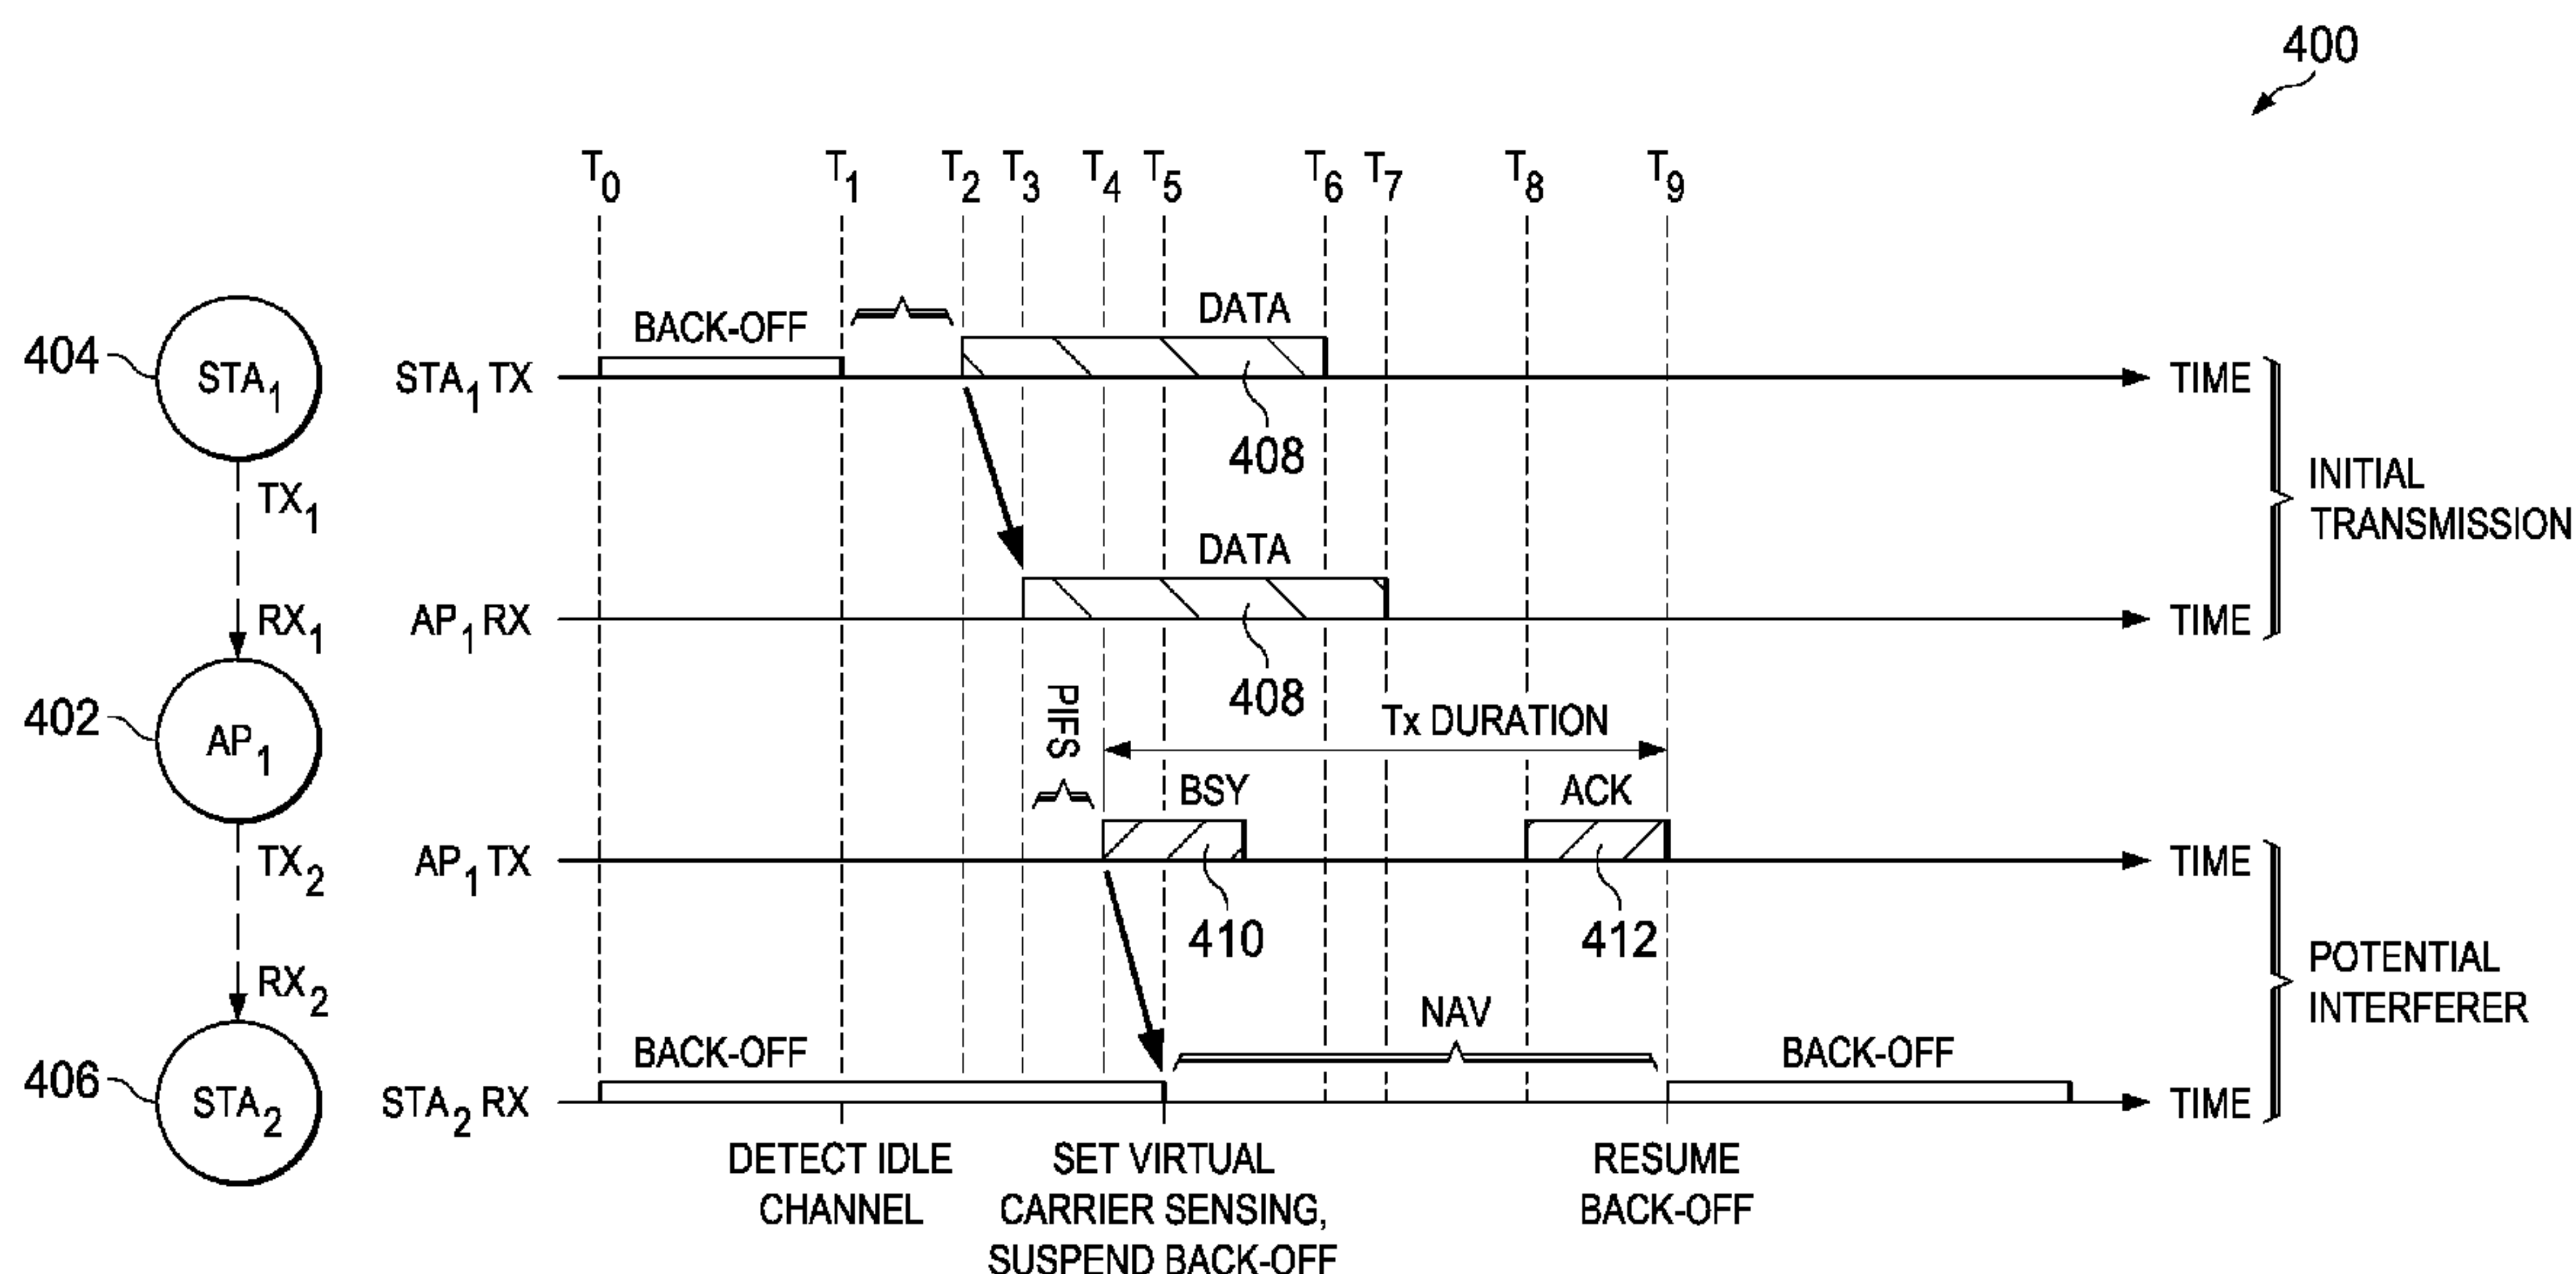 400
T0 T1 T2 T3 T4 T5 T6 T7 T8 T9
BACK-OFF DATA
404 STA1 STA1 TX TIME
408
TX1
INITIAL
TRANSMISSION
DATA
RX1 AP1 RX TIME
408
PIFS
Tx DURATION
402 AP1
BSY ACK
TX2 AP1 TX TIME
410 412
POTENTIAL
INTERFERER
RX2
NAV
BACK-OFF BACK-OFF
406 STA2 STA2 RX TIME
DETECT IDLE
CHANNEL
SET VIRTUAL
CARRIER SENSING,
SUSPEND BACK-OFF
RESUME
BACK-OFF